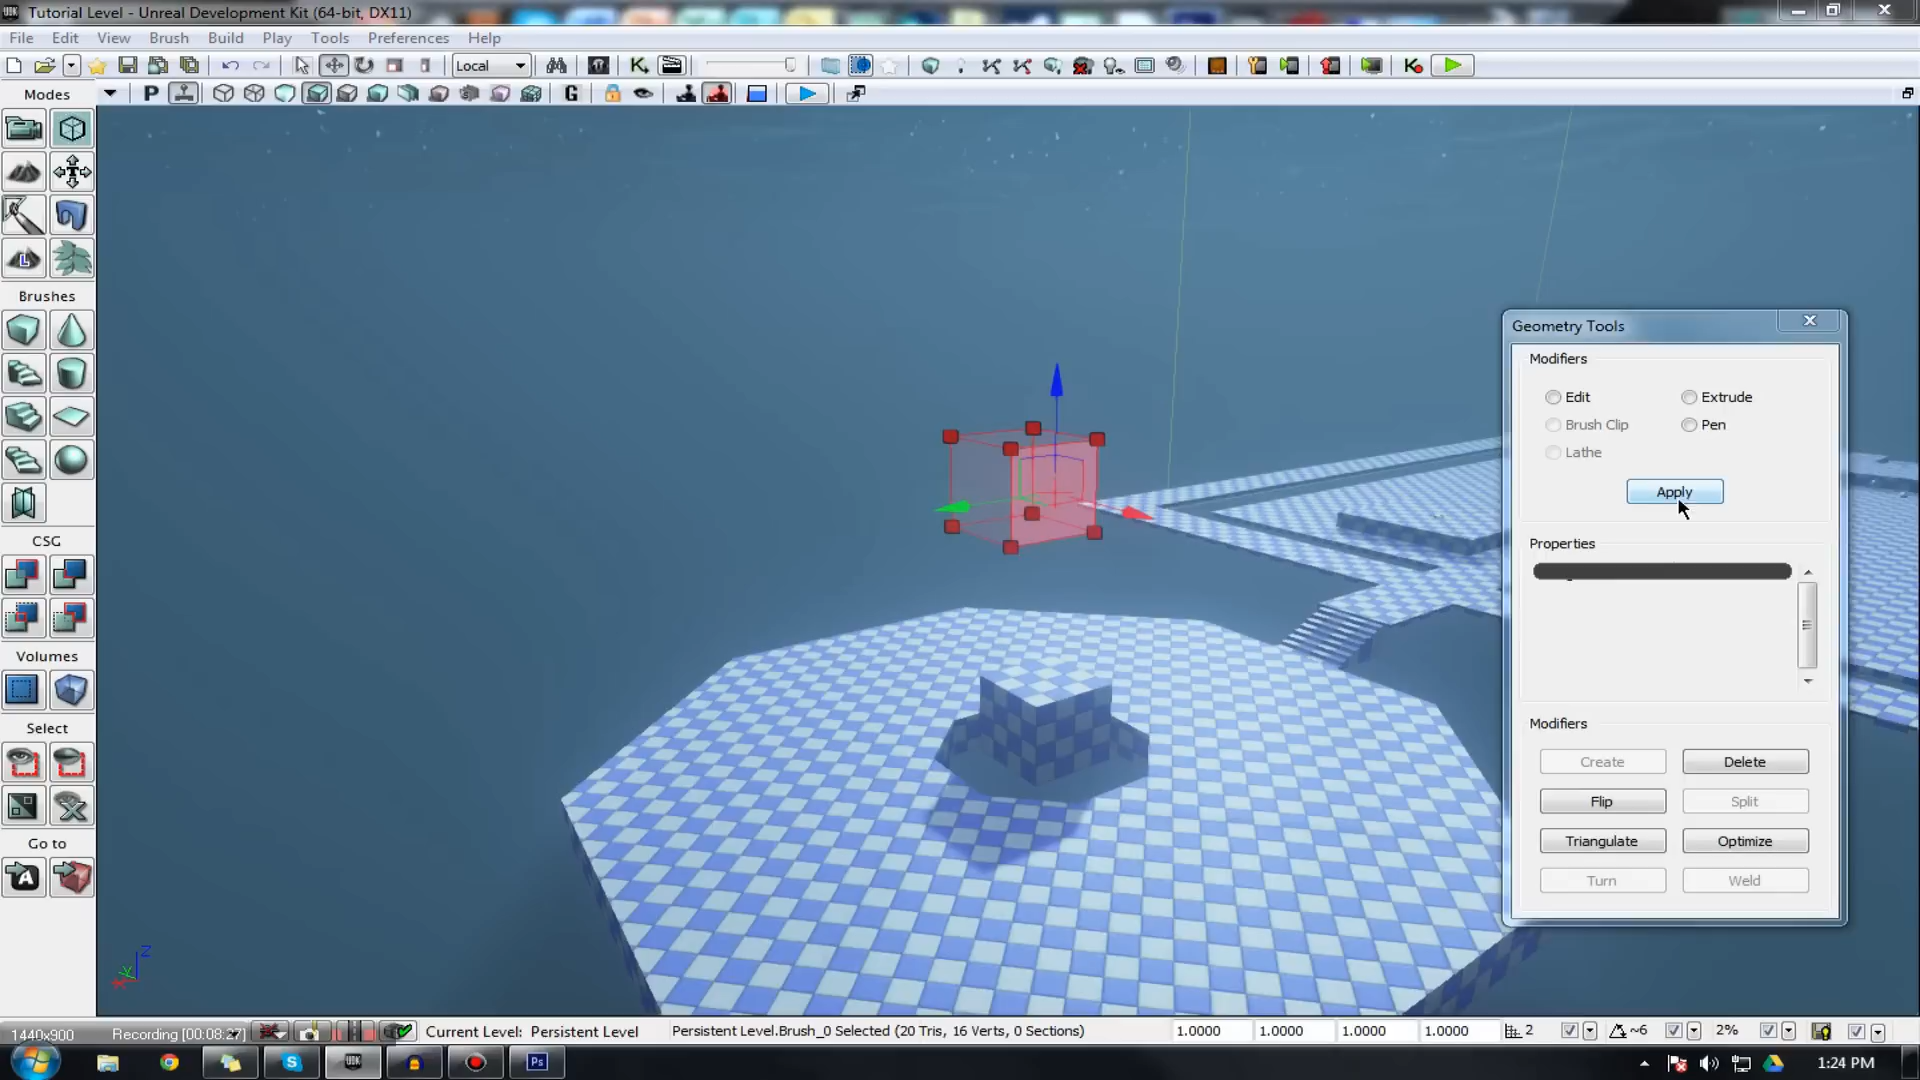 Tutorial Level - Unreal Development Kit (64-bit, DX11)
File Edit View Brush Build Play Tools Preferences Help
Local
Modes
P
G
Brushes
CSG
Volumes
Select
Go to
Geometry Tools
Modifiers
Edit Extrude
Brush Clip Pen
Lathe
Apply
Properties
Modifiers
Create Delete
Flip Split
Triangulate Optimize
Turn Weld
1440x900 Recording [00:08:27] Current Level: Persistent Level Persistent Level.Brush_0 Selected (20 Tris, 16 Verts, 0 Sections) 1.0000 1.0000 1.0000 1.0000 2 ~6 2%
Ps 1:24 PM